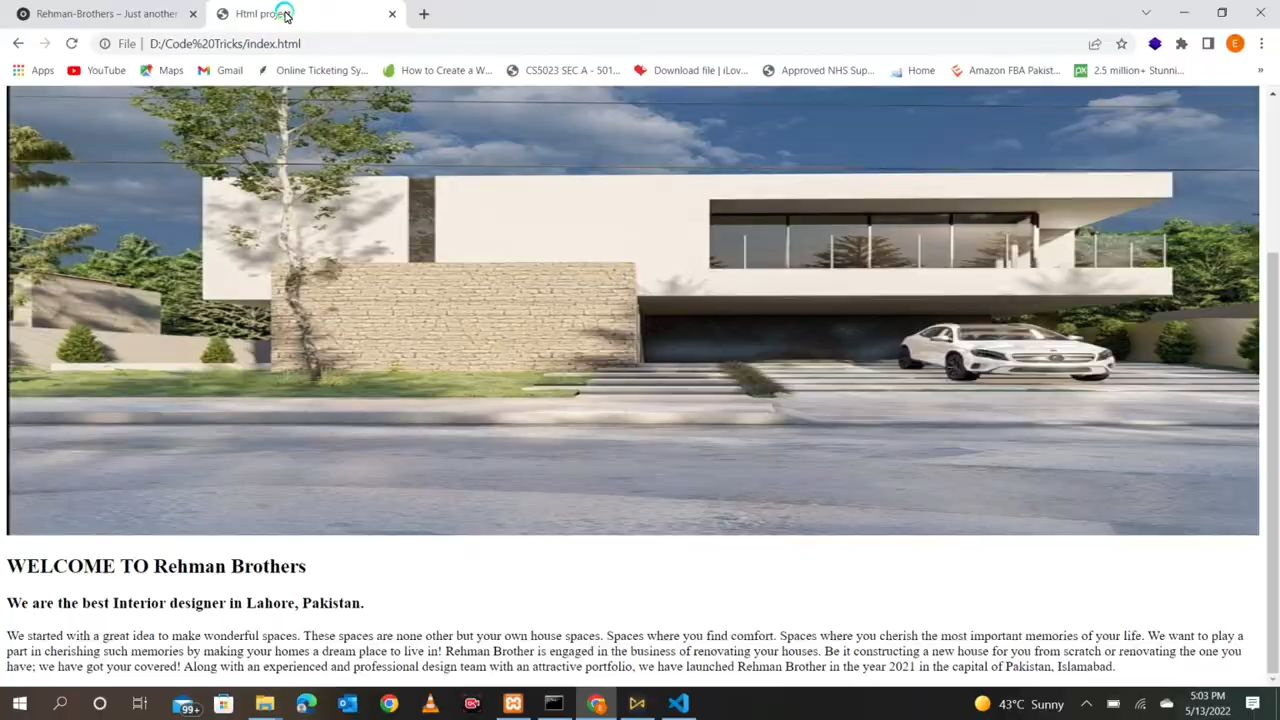 Rehman-Brothers – Just another
Html project
File
D:/Code%20Tricks/index.html
E
Apps
YouTube
Maps
Gmail
Online Ticketing Sy...
How to Create a W...
CS5023 SEC A - 501...
Download file | iLov...
Approved NHS Sup...
Home
Amazon FBA Pakist...
px
2.5 million+ Stunni...
»
WELCOME TO Rehman Brothers
We are the best Interior designer in Lahore, Pakistan.
We started with a great idea to make wonderful spaces. These spaces are none other but your own house spaces. Spaces where you find comfort. Spaces where you cherish the most important memories of your life. We want to play a
part in cherishing such memories by making your homes a dream place to live in! Rehman Brother is engaged in the business of renovating your houses. Be it constructing a new house for you from scratch or renovating the one you
have; we have got your covered! Along with an experienced and professional design team with an attractive portfolio, we have launched Rehman Brother in the year 2021 in the capital of Pakistan, Islamabad.
99+
43°C Sunny
5:03 PM
5/13/2022